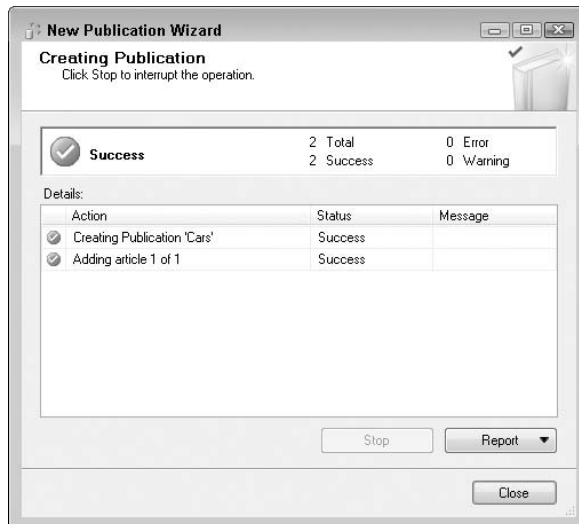 New Publication Wizard
Creating Publication
Click Stop to interrupt the operation.
Success 2 Total 0 Error
2 Success 0 Warning
Details:
Action Status Message
Creating Publication 'Cars' Success
Adding article 1 of 1 Success
Stop Report
Close